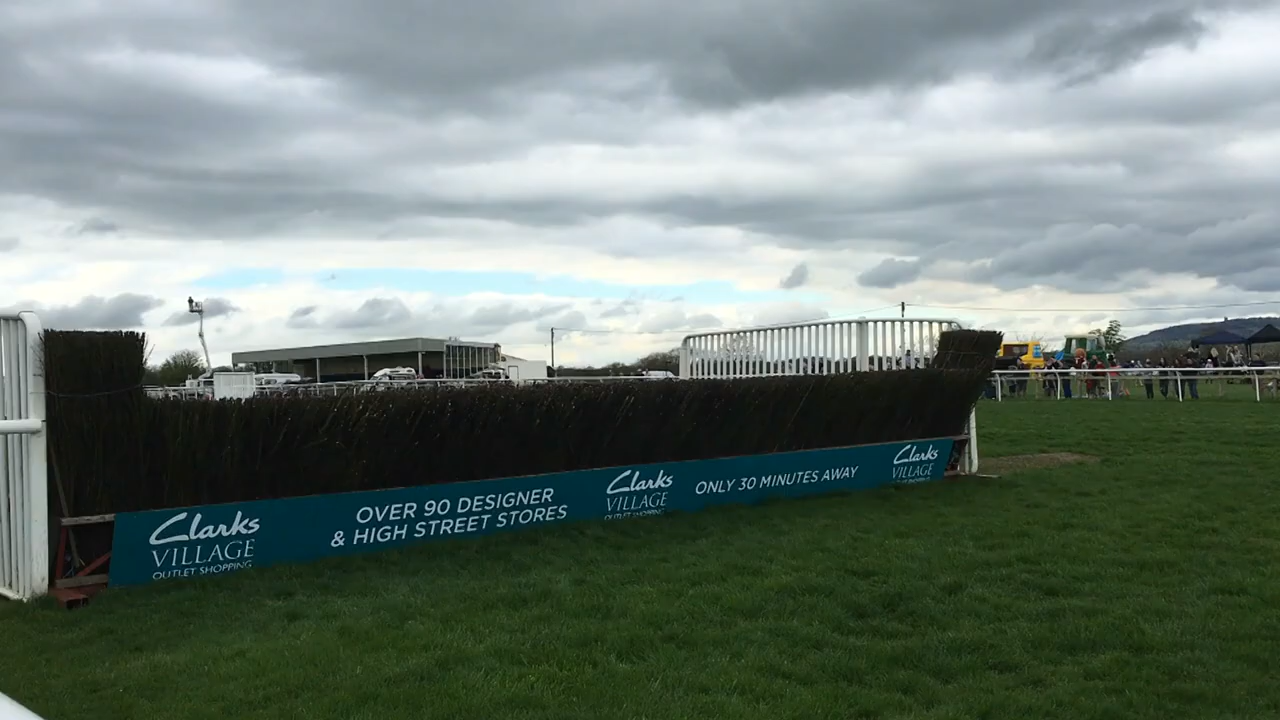 Clarks
VILLAGE
OUTLET SHOPPING
OVER 90 DESIGNER
& HIGH STREET STORES
Clarks
VILLAGE
OUTLET SHOPPING
ONLY 30 MINUTES AWAY
Clarks
VILLAGE
OUTLET SHOPPING